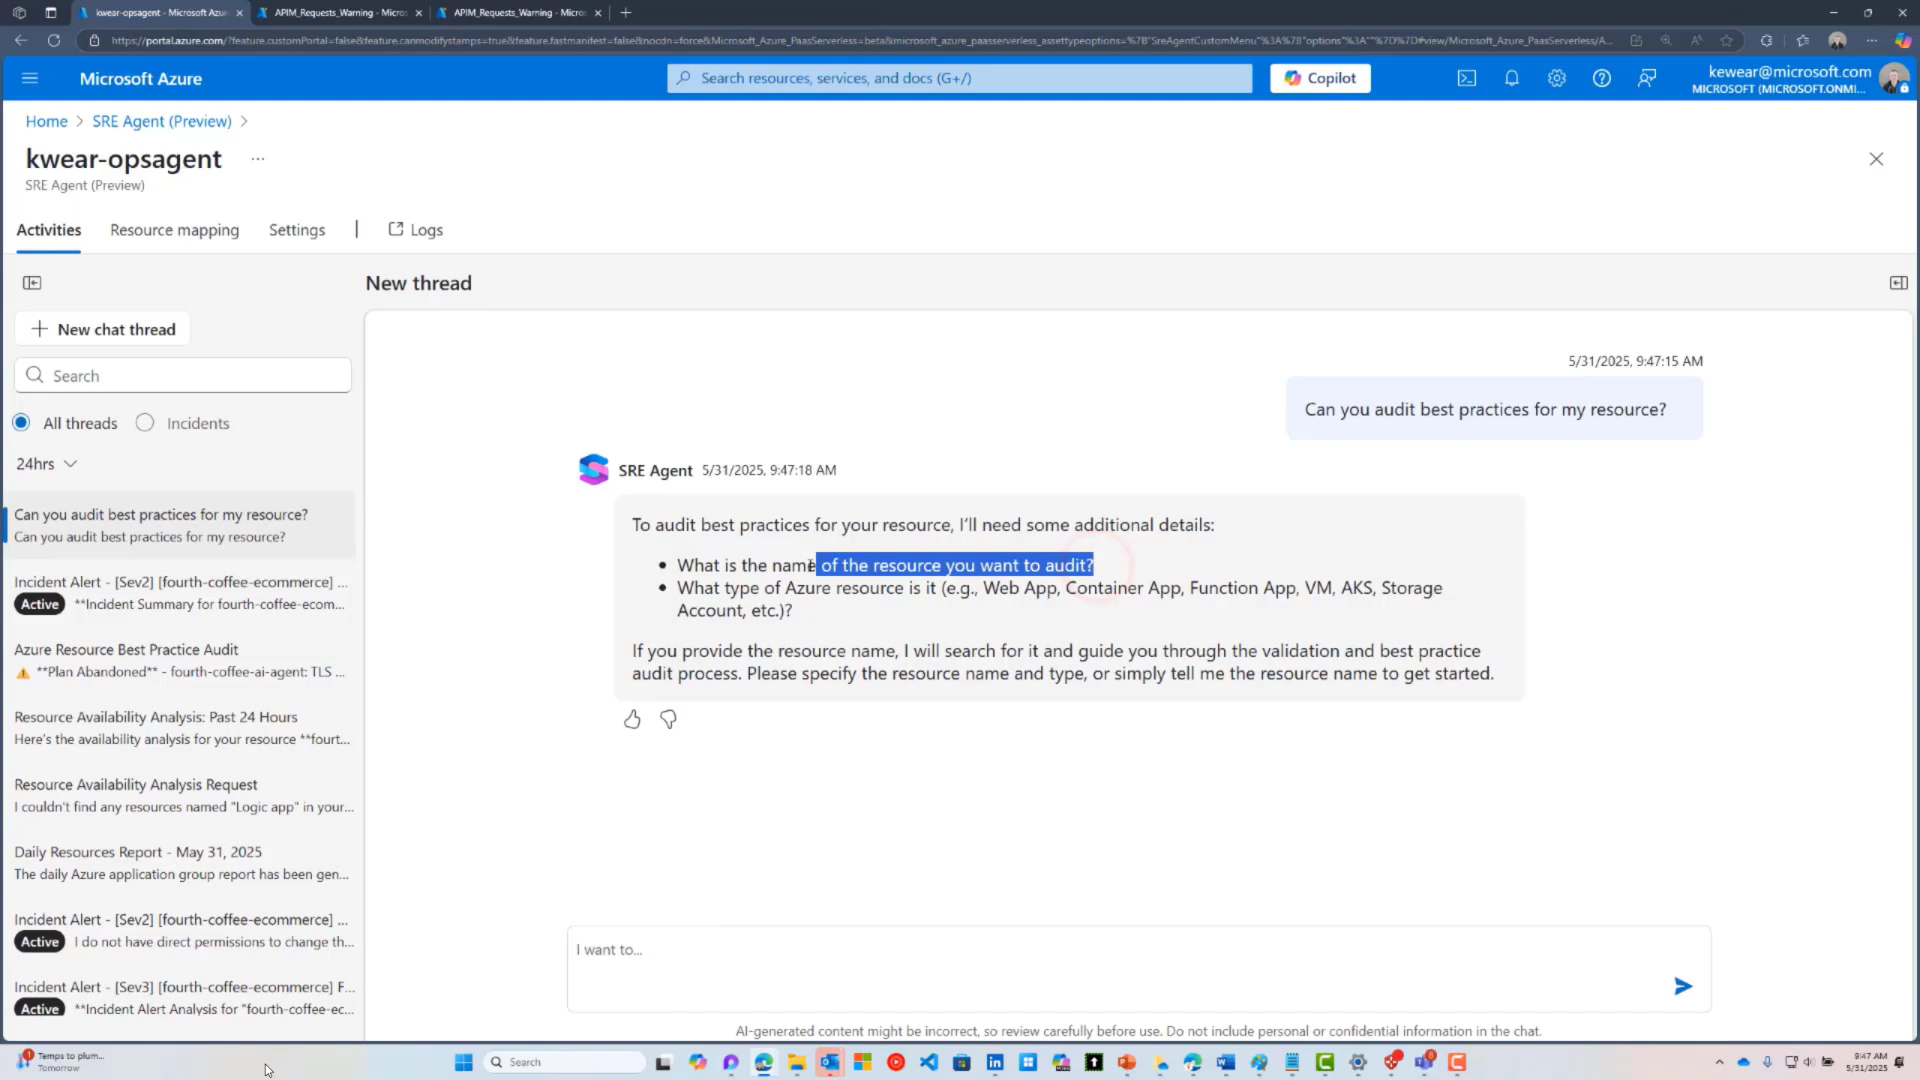 kwear-opsagent - Microsoft Azur
APIM_Requests_Warning - Micros
APIM_Requests_Warning - Micros
Microsoft Azure
Search resources, services, and docs (G+/)
Copilot
kewear@microsoft.com
MICROSOFT (MICROSOFT.ONMI...
Home > SRE Agent (Preview) >
kwear-opsagent ...
SRE Agent (Preview)
Activities Resource mapping Settings | Logs
New thread
New chat thread
Search
All threads Incidents
24hrs
Can you audit best practices for my resource?
Can you audit best practices for my resource?
Incident Alert - [Sev2] [fourth-coffee-ecommerce] ...
Active **Incident Summary for fourth-coffee-ecom...
Azure Resource Best Practice Audit
**Plan Abandoned** - fourth-coffee-ai-agent: TLS ...
Resource Availability Analysis: Past 24 Hours
Here's the availability analysis for your resource **fourt...
Resource Availability Analysis Request
I couldn't find any resources named "Logic app" in your...
Daily Resources Report - May 31, 2025
The daily Azure application group report has been gen...
Incident Alert - [Sev2] [fourth-coffee-ecommerce] ...
Active I do not have direct permissions to change th...
Incident Alert - [Sev3] [fourth-coffee-ecommerce] F...
Active **Incident Alert Analysis for "fourth-coffee-ec...
5/31/2025, 9:47:15 AM
Can you audit best practices for my resource?
SRE Agent 5/31/2025, 9:47:18 AM
To audit best practices for your resource, I'll need some additional details:
• What is the name of the resource you want to audit?
• What type of Azure resource is it (e.g., Web App, Container App, Function App, VM, AKS, Storage
Account, etc.)?
If you provide the resource name, I will search for it and guide you through the validation and best practice
audit process. Please specify the resource name and type, or simply tell me the resource name to get started.
I want to...
AI-generated content might be incorrect, so review carefully before use. Do not include personal or confidential information in the chat.
Temps to plum...
Tomorrow
Search
9:47 AM
5/31/2025